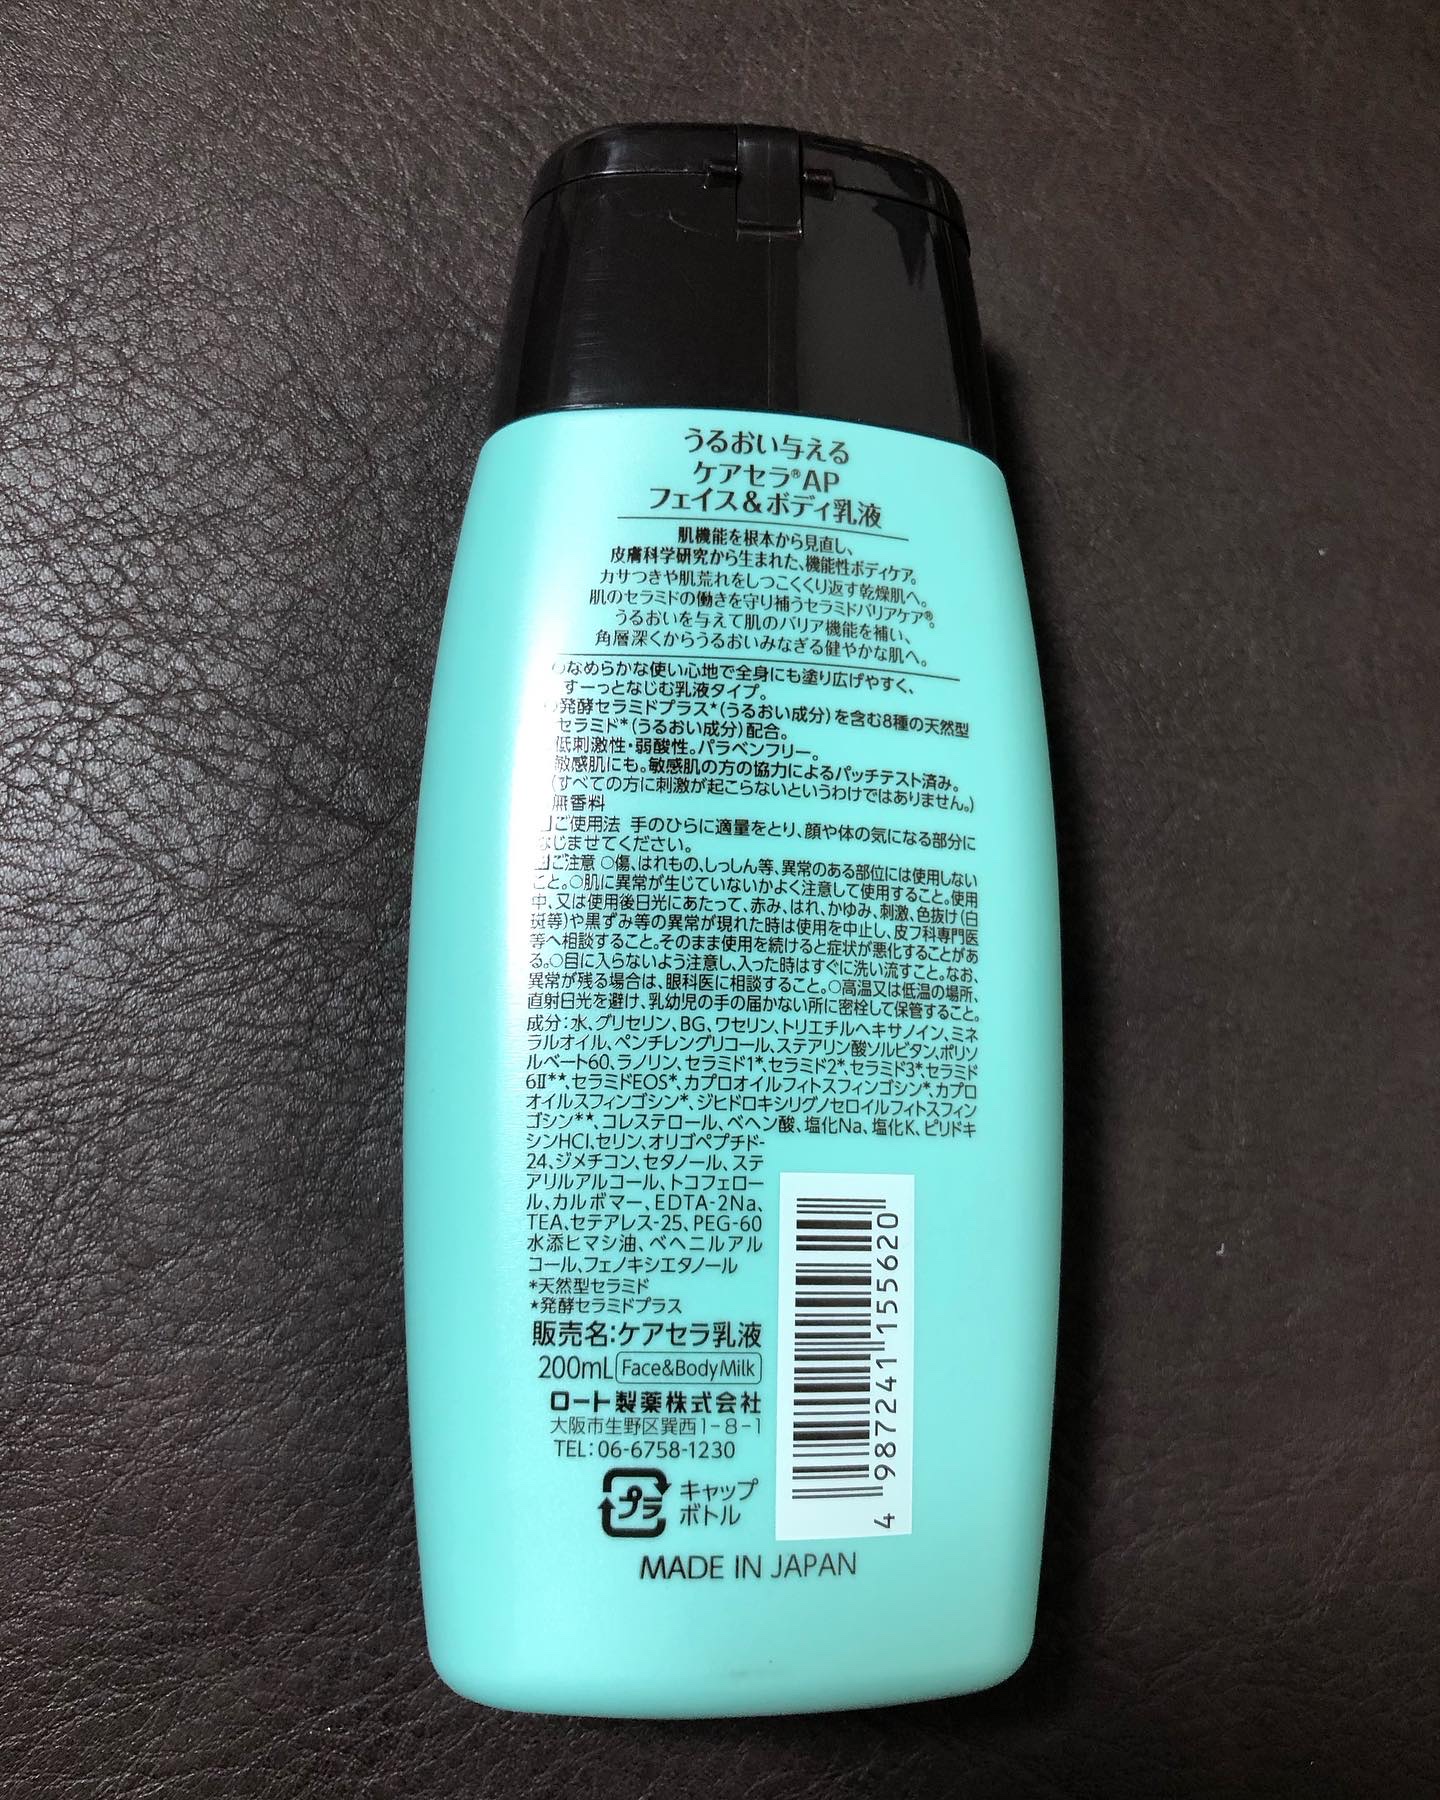 うるおい与える
ケアセラ®AP
フェイス&ボディ乳液
肌機能を根本から見直し、
皮膚科学研究から生まれた、機能性ボディケア。
カサつきや肌荒れをしつこくくり返す乾燥肌へ。
肌のセラミドの働きを守り補うセラミドバリアケア®。
うるおいを与えて肌のバリア機能を補い、
角層深くからうるおいみなぎる健やかな肌へ。
○なめらかな使い心地で全身にも塗り広げやすく、
すーっとなじむ乳液タイプ。
○発酵セラミドプラス*(うるおい成分)を含む8種の天然型
セラミド*(うるおい成分)配合。
低刺激性・弱酸性。パラベンフリー。
敏感肌にも。敏感肌の方の協力によるパッチテスト済み。
(すべての方に刺激が起こらないというわけではありません。)
無香料
ご使用法 手のひらに適量をとり、顔や体の気になる部分に
なじませてください。
ご注意 ○傷、はれもの、しっしん等、異常のある部位には使用しない
こと。○肌に異常が生じていないかよく注意して使用すること。使用
中、又は使用後日光にあたって、赤み、はれ、かゆみ、刺激、色抜け(白
斑等)や黒ずみ等の異常が現れた時は使用を中止し、皮フ科専門医
等へ相談すること。そのまま使用を続けると症状が悪化することがあ
る。○目に入らないよう注意し、入った時はすぐに洗い流すこと。なお、
異常が残る場合は、眼科医に相談すること。○高温又は低温の場所、
直射日光を避け、乳幼児の手の届かない所に密栓して保管すること。
成分:水、グリセリン、BG、ワセリン、トリエチルヘキサノイン、ミネ
ラルオイル、ペンチレングリコール、ステアリン酸ソルビタン、ポリソ
ルベート60、ラノリン、セラミド1*、セラミド2*、セラミド3*、セラミド
6Ⅱ*★、セラミドEOS*、カプロオイルフィトスフィンゴシン*、カプロ
オイルスフィンゴシン*、ジヒドロキシリグノセロイルフィトスフィン
ゴシン*★、コレステロール、ベヘン酸、塩化Na、塩化K、ピリドキ
シンHCl、セリン、オリゴペプチド-
24、ジメチコン、セタノール、ステ
アリルアルコール、トコフェロー
ル、カルボマー、EDTA-2Na、
TEA、セテアレス-25、PEG-60
水添ヒマシ油、ベヘニルアル
コール、フェノキシエタノール
*天然型セラミド
★発酵セラミドプラス
販売名:ケアセラ乳液
200mL Face&Body Milk
ロート製薬株式会社
大阪市生野区巽西1-8-1
TEL:06-6758-1230
プラ キャップ
ボトル
4 987241 155620
MADE IN JAPAN